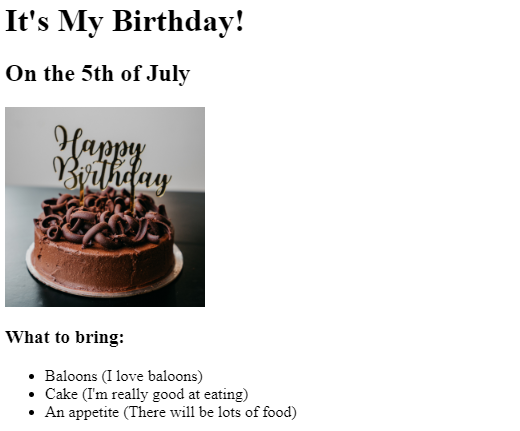 It's My Birthday!
On the 5th of July
Happy
Birthday
What to bring:
Baloons (I love baloons)
Cake (I'm really good at eating)
An appetite (There will be lots of food)